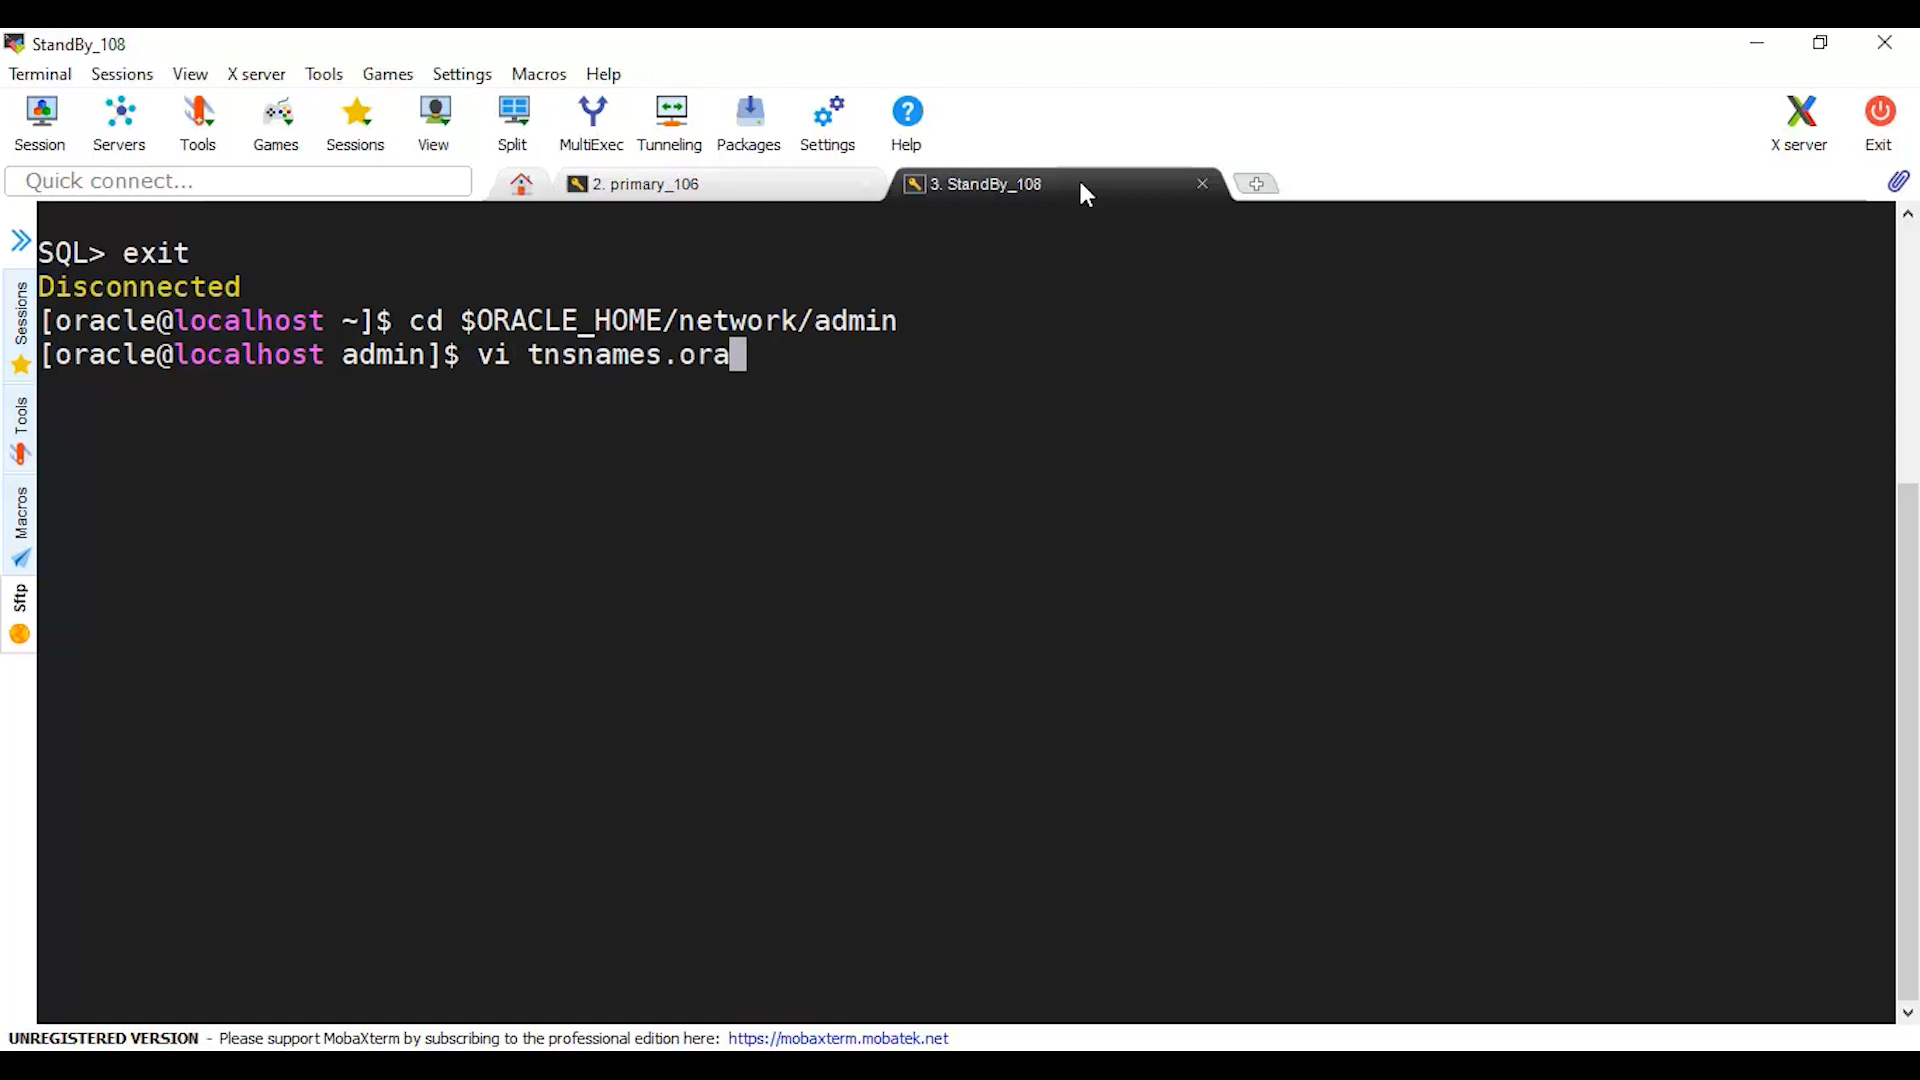 StandBy_108
Terminal Sessions View X server Tools Games Settings Macros Help
Session Servers Tools Games Sessions View Split MultiExec Tunneling Packages Settings Help X server Exit
Quick connect...
2. primary_106
3. StandBy_108
SQL> exit
Disconnected
[oracle@localhost ~]$ cd $ORACLE_HOME/network/admin
[oracle@localhost admin]$ vi tnsnames.ora
Sessions
Tools
Macros
Sftp
UNREGISTERED VERSION - Please support MobaXterm by subscribing to the professional edition here: https://mobaxterm.mobatek.net